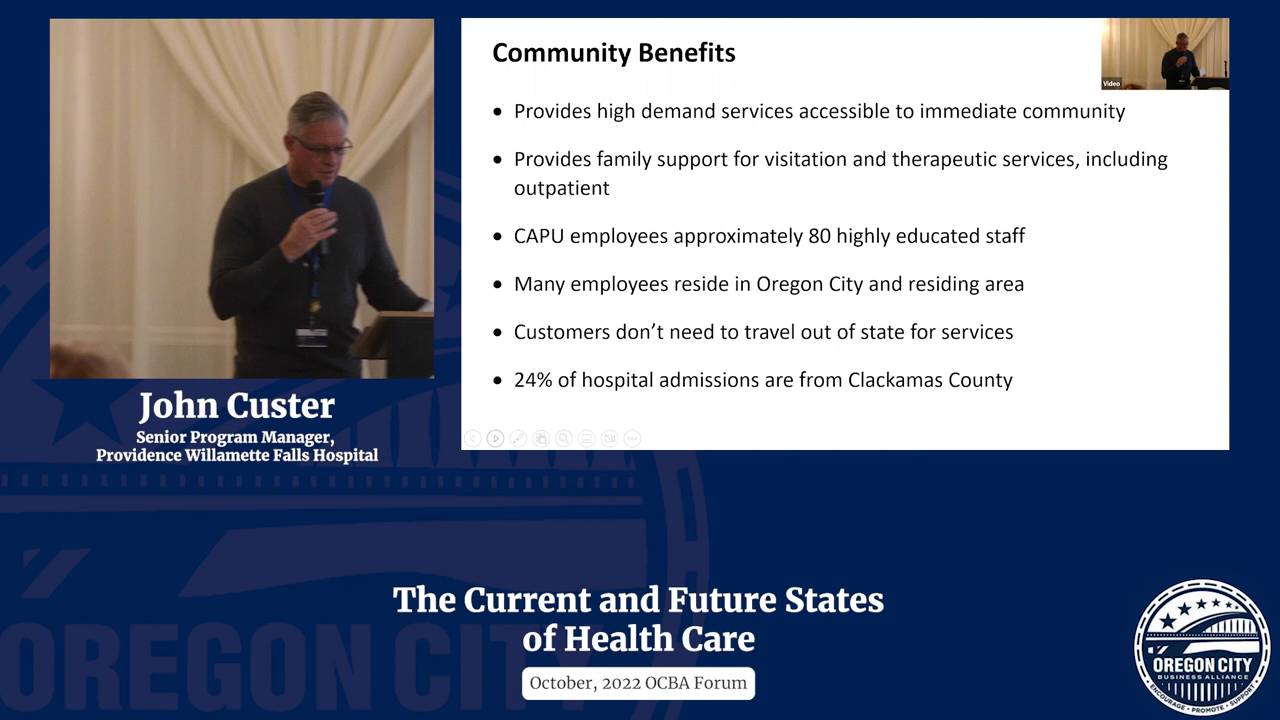 Community Benefits
Video
• Provides high demand services accessible to immediate community
• Provides family support for visitation and therapeutic services, including
outpatient
• CAPU employees approximately 80 highly educated staff
• Many employees reside in Oregon City and residing area
• Customers don't need to travel out of state for services
• 24% of hospital admissions are from Clackamas County
John Custer
Senior Program Manager,
Providence Willamette Falls Hospital
The Current and Future States
of Health Care
October, 2022 OCBA Forum
OREGON CITY
BUSINESS ALLIANCE
ENCOURAGE • PROMOTE • SUPPORT
OREGON CITY